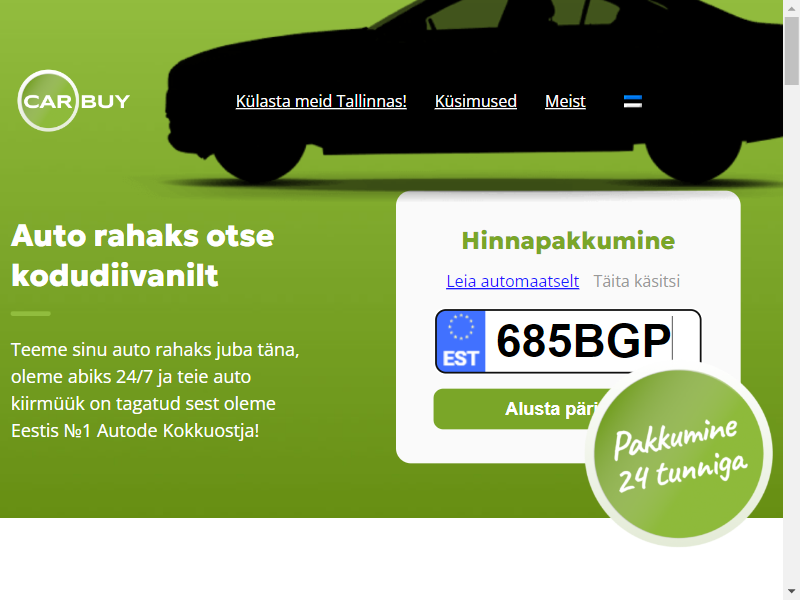 CAR BUY
Külasta meid Tallinnas!
Küsimused
Meist
Auto rahaks otse
kodudiivanilt
Teeme sinu auto rahaks juba täna,
oleme abiks 24/7 ja teie auto
kiirmüük on tagatud sest oleme
Eestis №1 Autode Kokkuostja!
Hinnapakkumine
Leia automaatselt
Täita käsitsi
EST
685BGP
Alusta päri
Pakkumine
24 tunniga